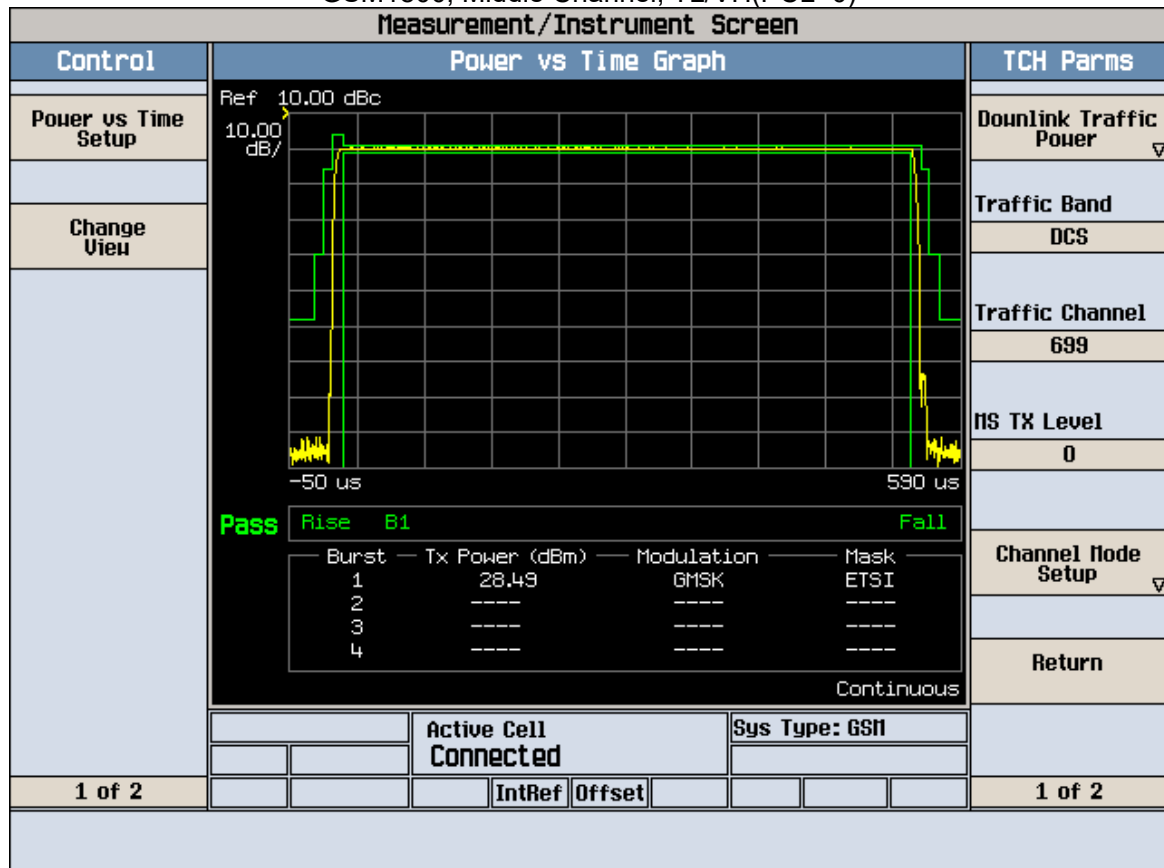 Measurement/Instrument Screen
Control
Power vs Time Graph
TCH Parms
Power vs Time
Setup
Change
View
1 of 2
Ref 10.00 dBc
10.00
dB/
-50 us
590 us
Pass
Rise B1
Fall
Burst Tx Power (dBm) Modulation Mask
1 28.49 GMSK ETSI
2 ---- ---- ----
3 ---- ---- ----
4 ---- ---- ----
Continuous
Active Cell
Connected
Sys Type: GSM
IntRef Offset
Downlink Traffic
Power
Traffic Band
DCS
Traffic Channel
699
MS TX Level
0
Channel Mode
Setup
Return
1 of 2